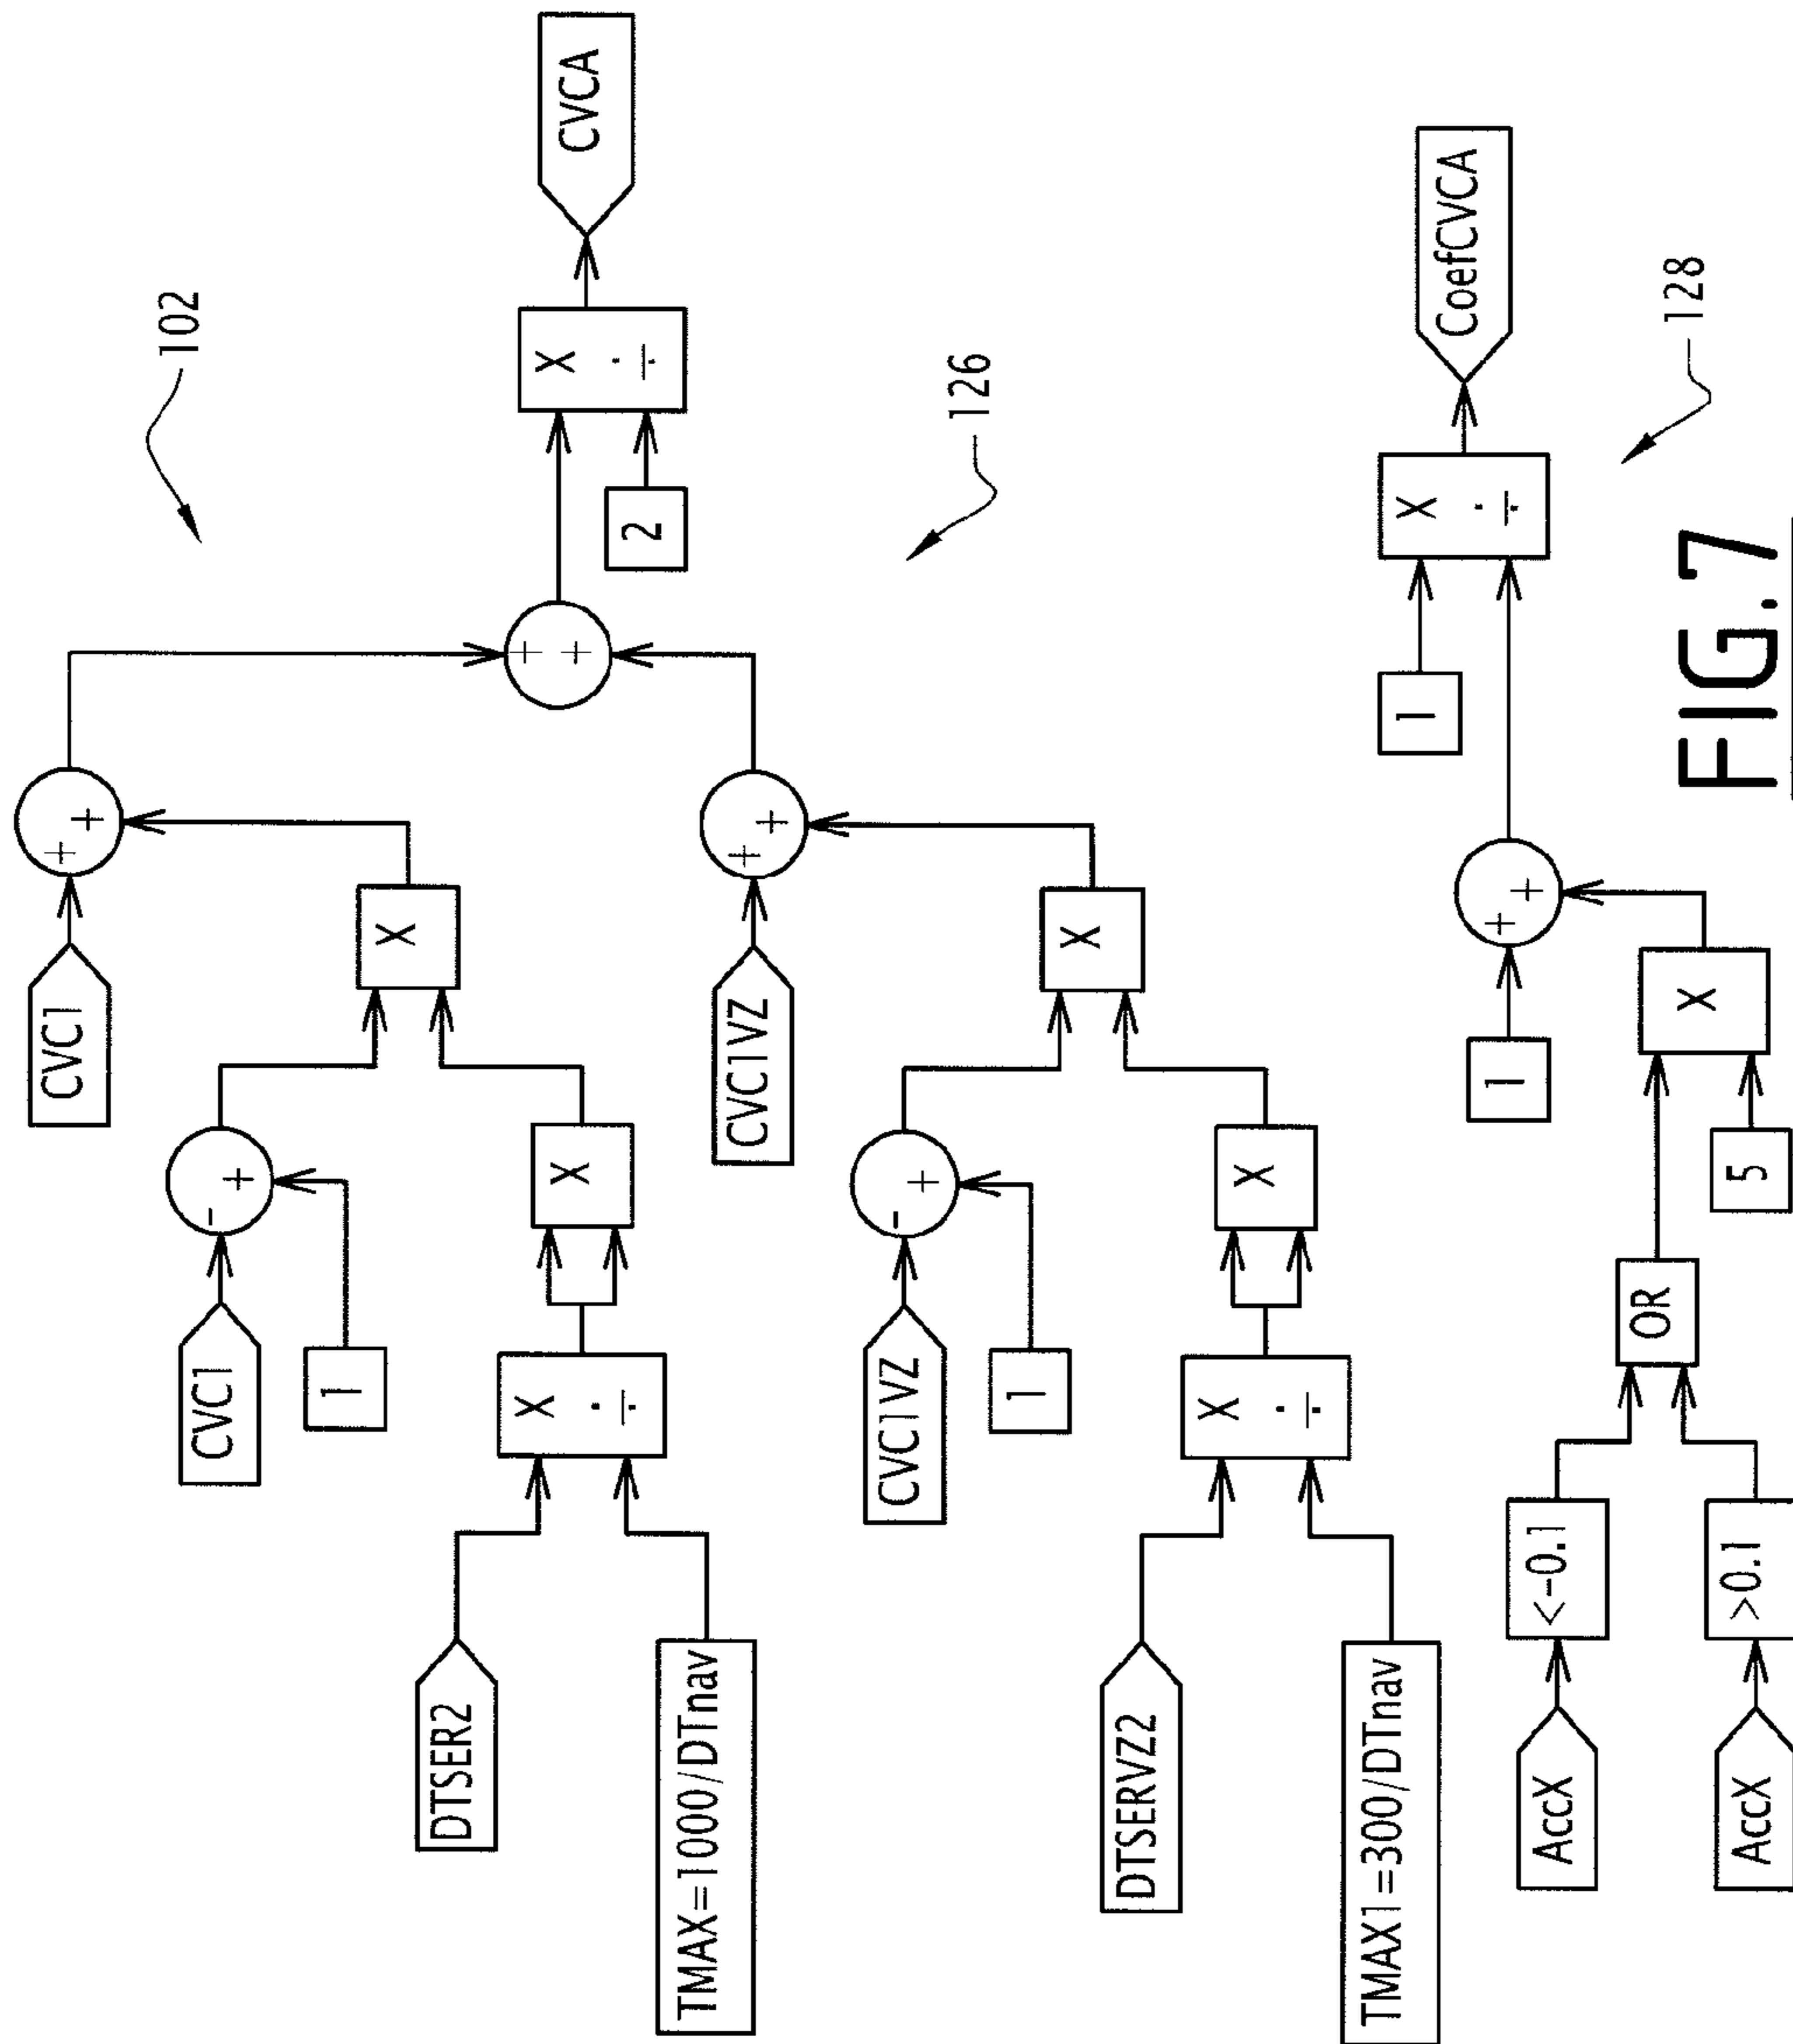 102
CVC1
+
+
CVC1
-
+
1
X
DTSER2
TMAX=1000/DTnav
X
÷
X
+
+
2
X
÷
CVCA
126
CVC1VZ
+
+
CVC1VZ
-
+
1
X
DTSERVZ2
TMAX1=300/DTnav
X
÷
X
1
X
÷
CoefCVCA
128
1
+
+
AccX
<-0.1
AccX
>0.1
OR
5
X
FIG.7